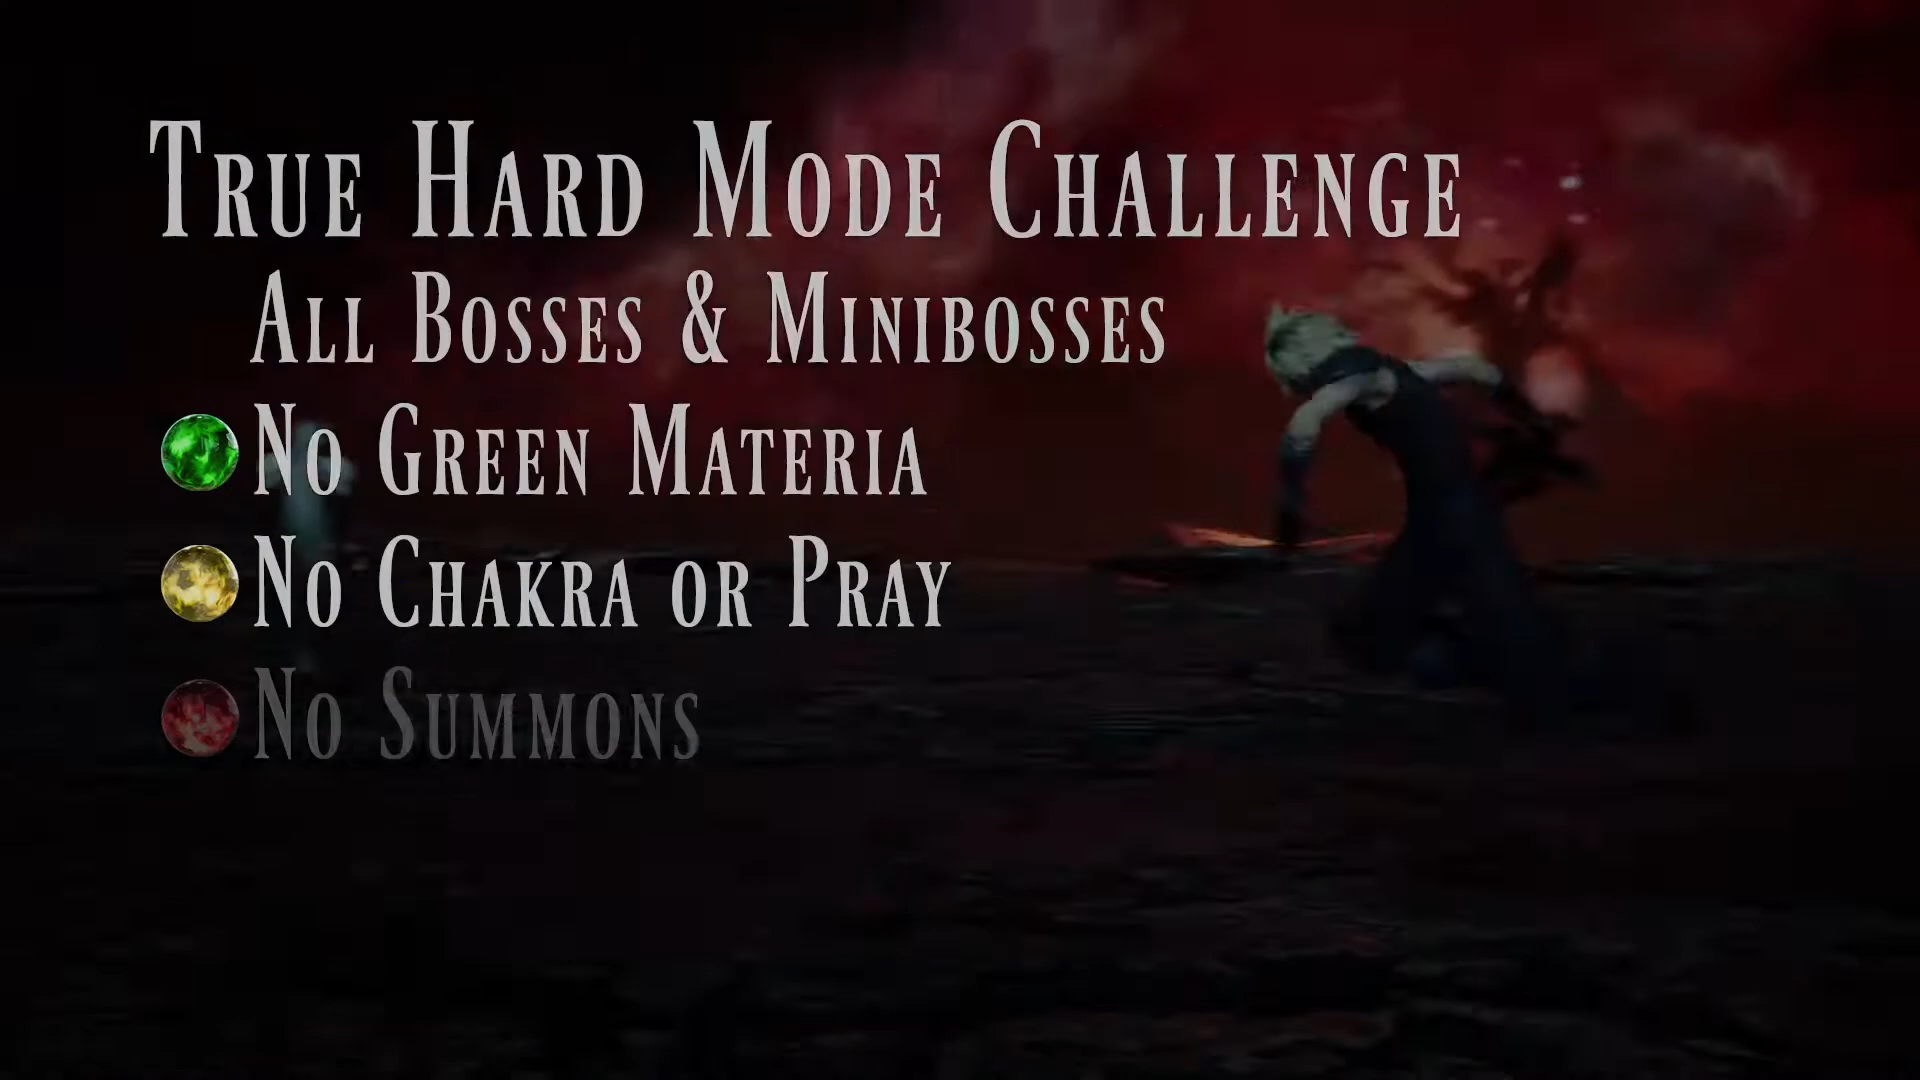 True Hard Mode Challenge
All Bosses & Minibosses
No Green Materia
No Chakra or Pray
No Summons